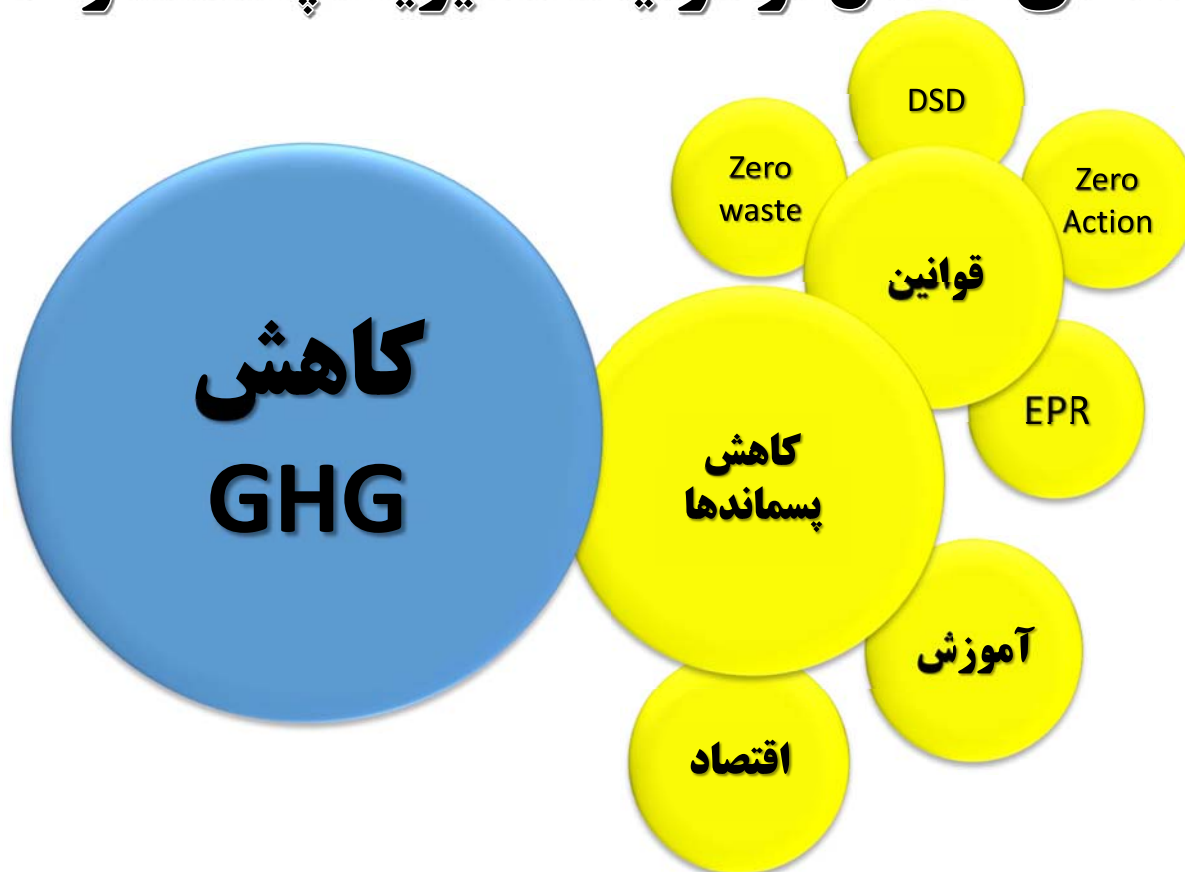 کاهش
GHG
کاهش
پسماندها
قوانین
DSD
Zero
waste
Zero
Action
EPR
آموزش
اقتصاد